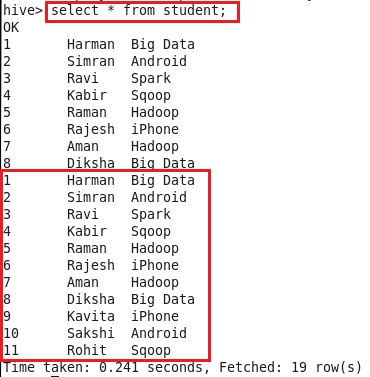 hive> select * from student;
OK
1 Harman Big Data
2 Simran Android
3 Ravi Spark
4 Kabir Sqoop
5 Raman Hadoop
6 Rajesh iPhone
7 Aman Hadoop
8 Diksha Big Data
1 Harman Big Data
2 Simran Android
3 Ravi Spark
4 Kabir Sqoop
5 Raman Hadoop
6 Rajesh iPhone
7 Aman Hadoop
8 Diksha Big Data
9 Kavita iPhone
10 Sakshi Android
11 Rohit Sqoop
Time taken: 0.241 seconds, Fetched: 19 row(s)